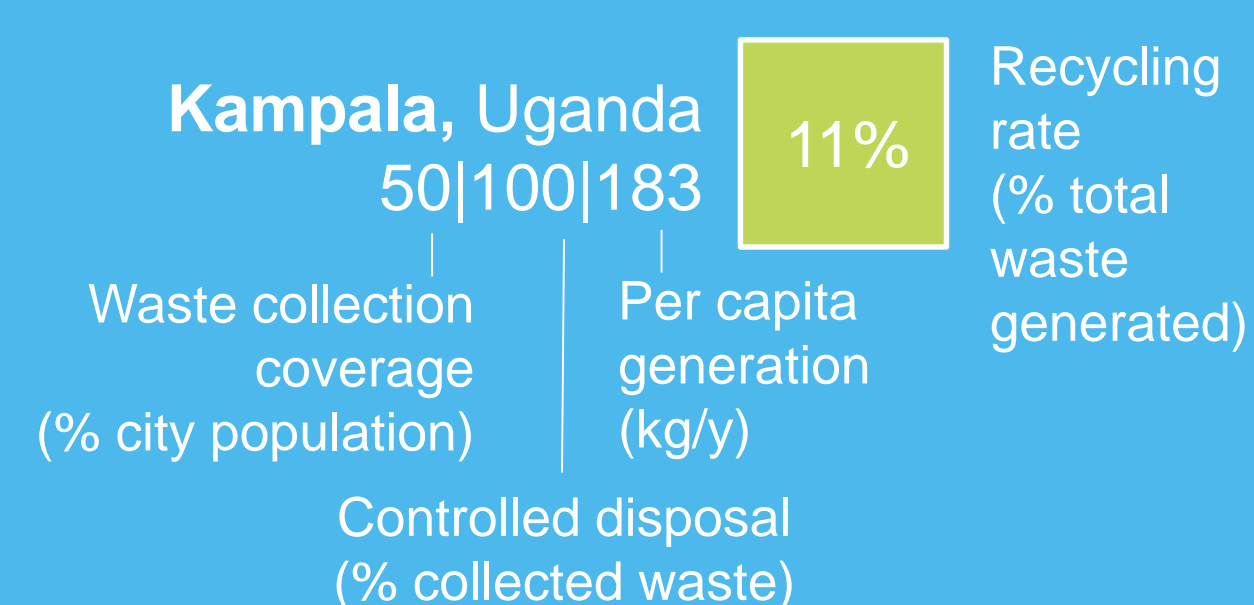 Kampala, Uganda
50|100|183
11%
Recycling
rate
(% total
waste
generated)
Waste collection
coverage
(% city population)
Per capita
generation
(kg/y)
Controlled disposal
(% collected waste)